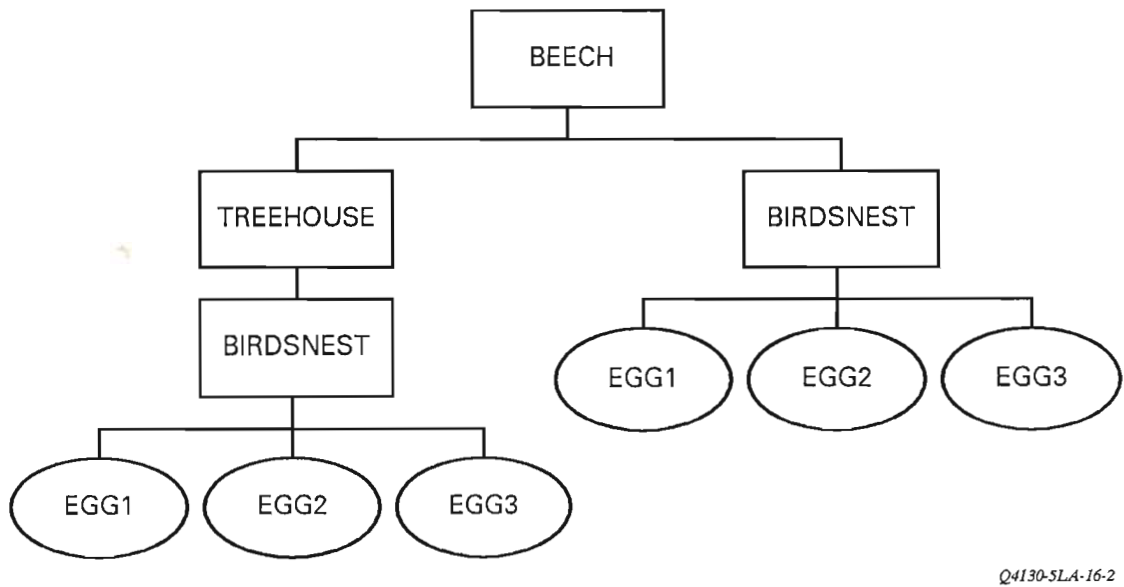 BEECH
TREEHOUSE
BIRDSNEST
BIRDSNEST
EGG1
EGG2
EGG3
EGG1
EGG2
EGG3
Q4130-5LA-16-2